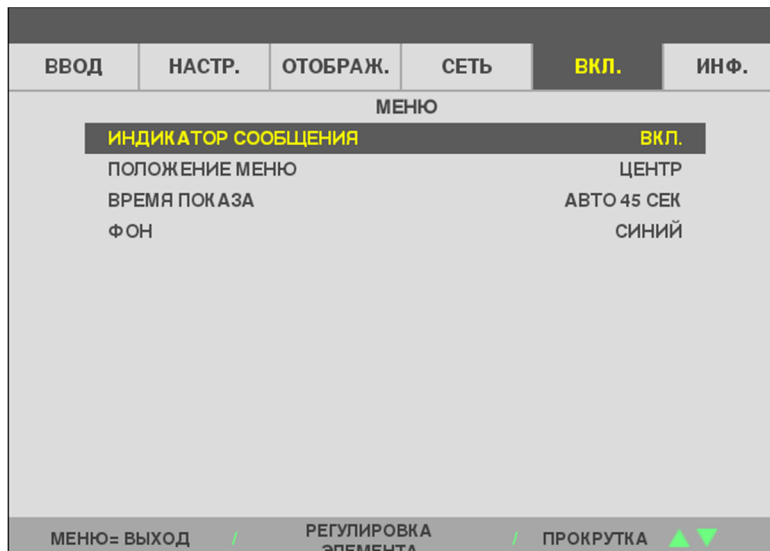 ВВОД НАСТР. ОТОБРАЖ. СЕТЬ ВКЛ. ИНФ.
МЕНЮ
ИНДИКАТОР СООБЩЕНИЯ ВКЛ.
ПОЛОЖЕНИЕ МЕНЮ ЦЕНТР
ВРЕМЯ ПОКАЗА АВТО 45 СЕК
ФОН СИНИЙ
МЕНЮ= ВЫХОД / РЕГУЛИРОВКА / ПРОКРУТКА
ЭЛЕМЕНТА